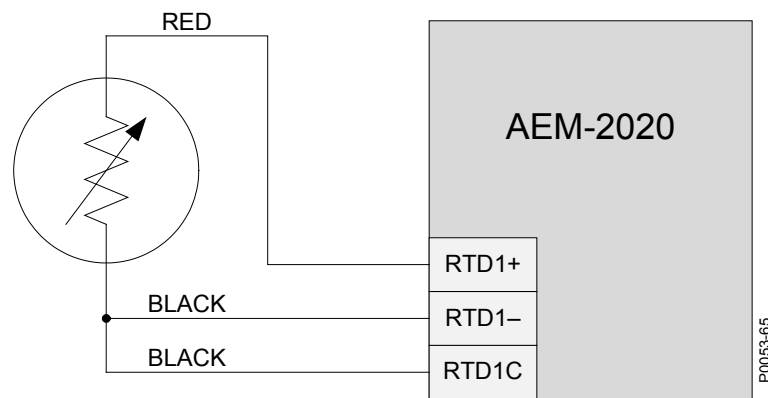 RED
AEM-2020
RTD1+
BLACK
RTD1–
BLACK
RTD1C
P0053-65